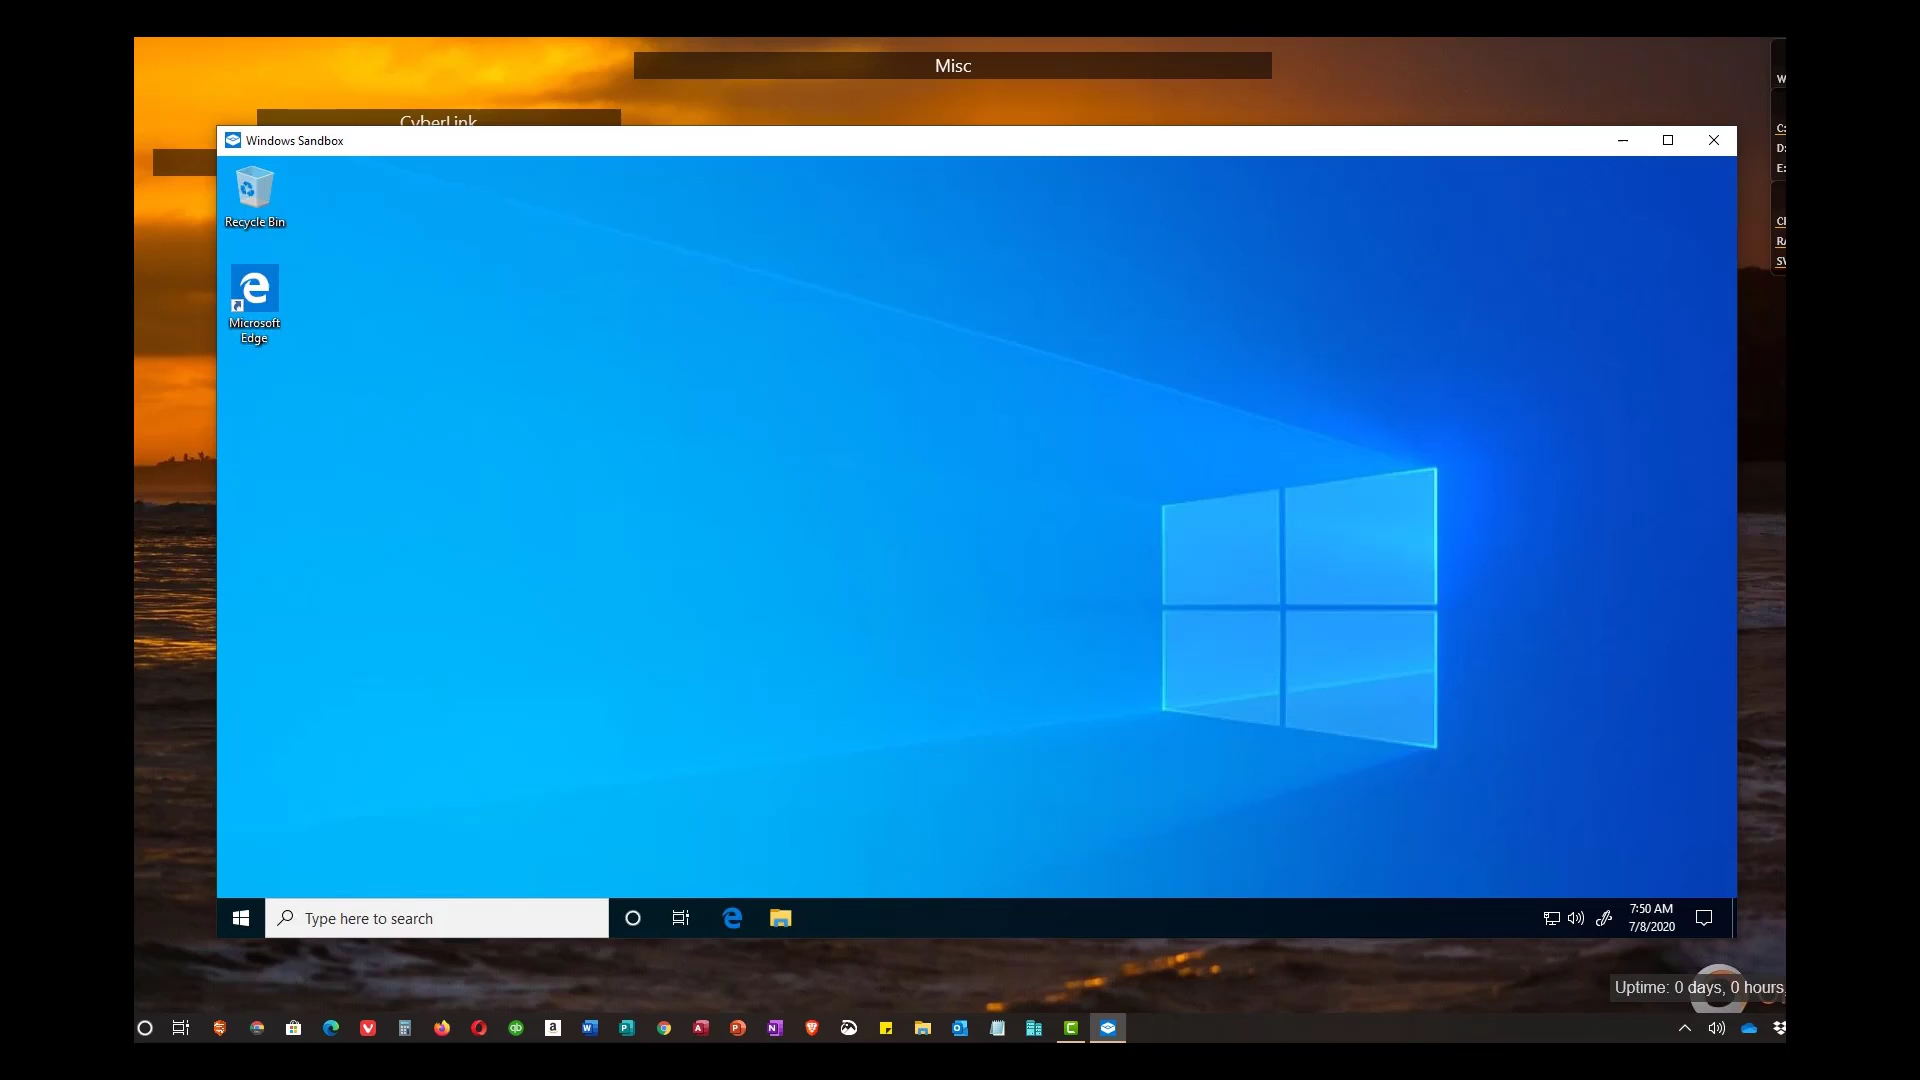 Misc
CyberLink
Windows Sandbox
W
C:
D:
E:
Recycle Bin
Microsoft
Edge
Type here to search
7:50 AM
7/8/2020
Uptime: 0 days, 0 hours